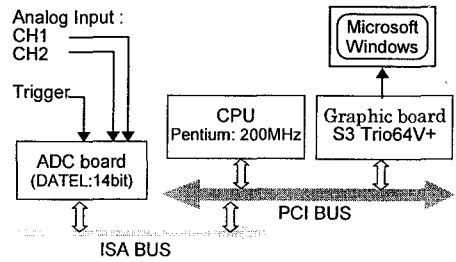 Analog Input :
CH1
CH2
Trigger
ADC board
(DATEL:14bit)
CPU
Pentium: 200MHz
Microsoft
Windows
Graphic board
S3 Trio64V+
PCI BUS
ISA BUS